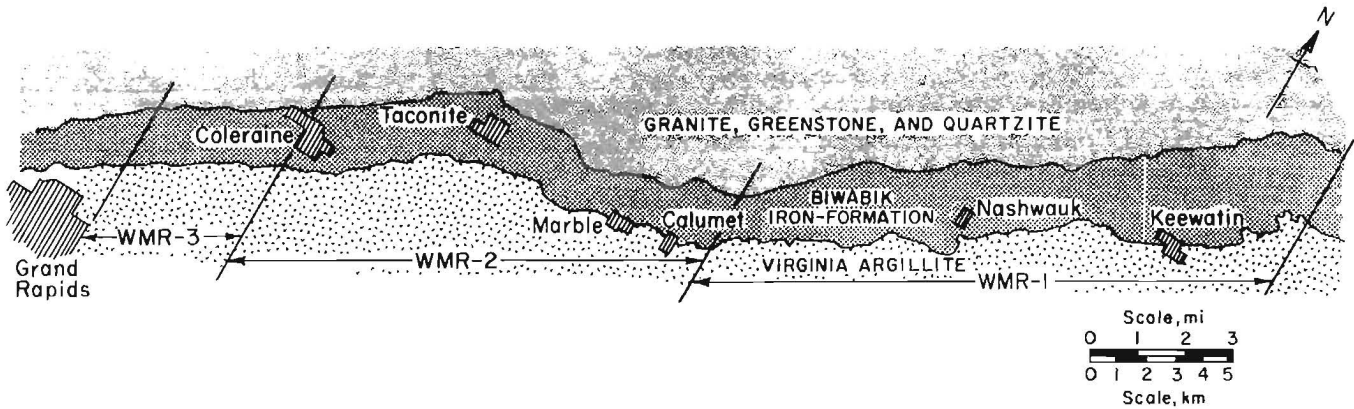 N
Taconite
Coleraine
GRANITE, GREENSTONE, AND QUARTZITE
BIWABIK
IRON-FORMATION
Nashwauk
Keewatin
Marble
Calumet
WMR-3
WMR-2
VIRGINIA ARGILLITE
WMR-1
Grand
Rapids
Scale, mi
0 1 2 3
0 1 2 3 4 5
Scale, km